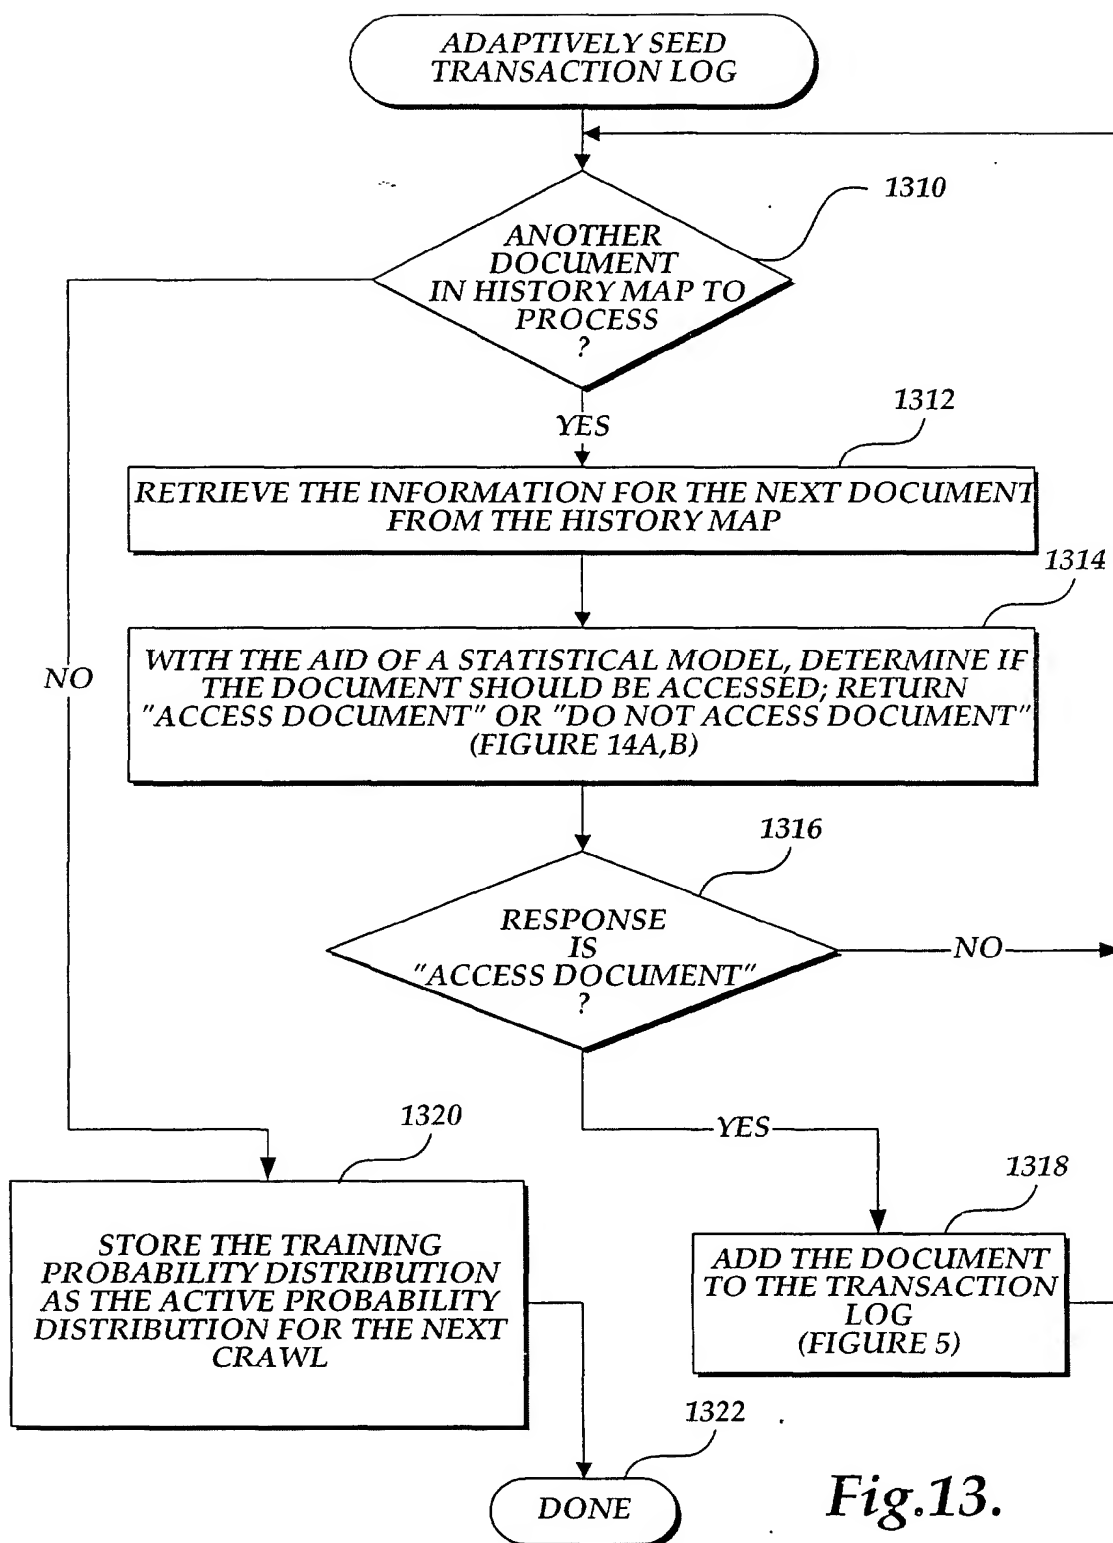 ADAPTIVELY SEED
TRANSACTION LOG
1310
ANOTHER
DOCUMENT
IN HISTORY MAP TO
PROCESS
?
YES
1312
RETRIEVE THE INFORMATION FOR THE NEXT DOCUMENT
FROM THE HISTORY MAP
1314
WITH THE AID OF A STATISTICAL MODEL, DETERMINE IF
THE DOCUMENT SHOULD BE ACCESSED; RETURN
"ACCESS DOCUMENT" OR "DO NOT ACCESS DOCUMENT"
(FIGURE 14A,B)
NO
1316
RESPONSE
IS
"ACCESS DOCUMENT"
?
NO
YES
1320
STORE THE TRAINING
PROBABILITY DISTRIBUTION
AS THE ACTIVE PROBABILITY
DISTRIBUTION FOR THE NEXT
CRAWL
1318
ADD THE DOCUMENT
TO THE TRANSACTION
LOG
(FIGURE 5)
1322
DONE
Fig.13.